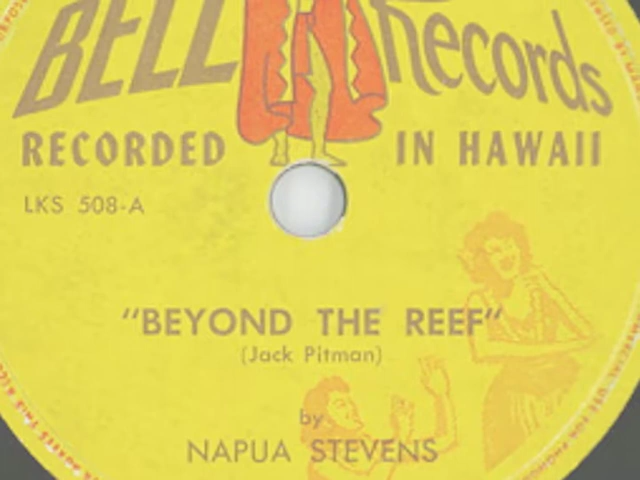 BELL Records
RECORDED IN HAWAII
LKS 508-A
"BEYOND THE REEF"
(Jack Pitman)
by
NAPUA STEVENS